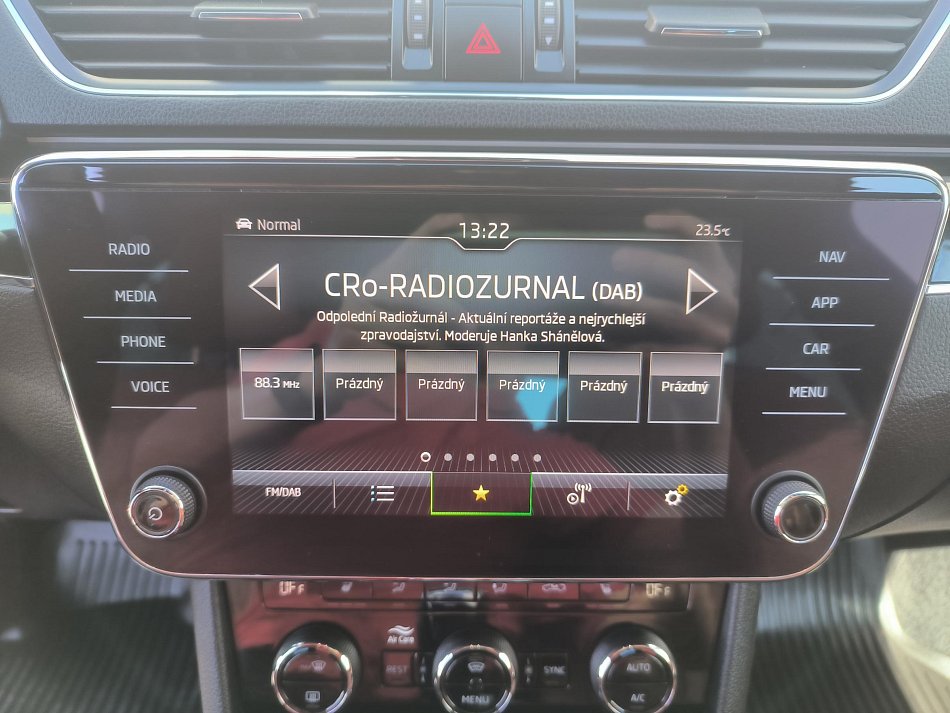 Normal
13:22
23.5°C
RADIO
MEDIA
PHONE
VOICE
CRo-RADIOZURNAL (DAB)
Odpolední Radiožurnál - Aktuální reportáže a nejrychlejší
zpravodajství. Moderuje Hanka Shánělová.
88.3 MHz
Prázdný
Prázdný
Prázdný
Prázdný
Prázdný
FM/DAB
NAV
APP
CAR
MENU
OFF
OFF
Air Care
REST
MENU
SYNC
AUTO
A/C